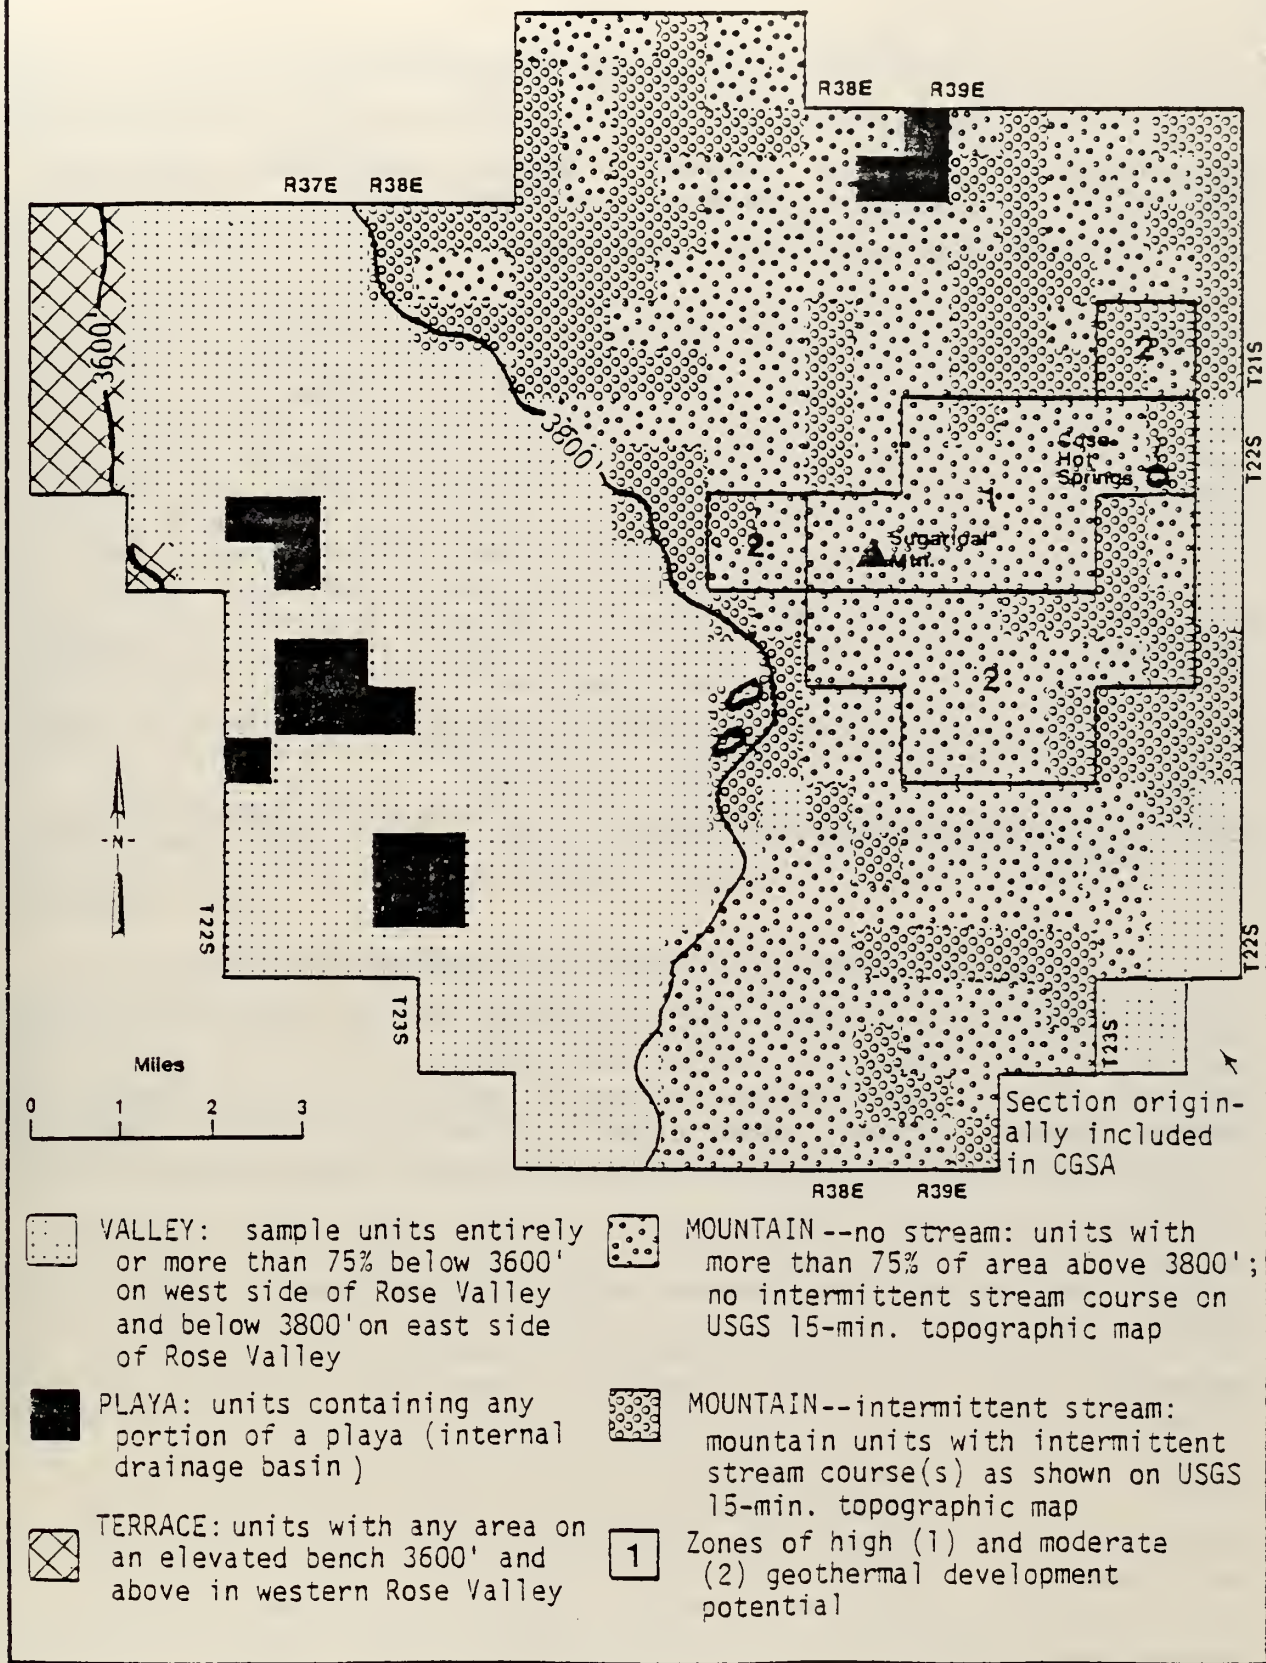 R38E R39E
R37E R38E
3600'
2
T21S
3800
Hot
Springs
T22S
1
2
Sugarloaf
Mtn.
2
-N-
T22S
T22S
T23S
T23S
Miles
0 1 2 3
Section origin-
ally included
in CGSA
R38E R39E
VALLEY: sample units entirely
or more than 75% below 3600'
on west side of Rose Valley
and below 3800'on east side
of Rose Valley
PLAYA: units containing any
portion of a playa (internal
drainage basin)
TERRACE: units with any area on
an elevated bench 3600' and
above in western Rose Valley
MOUNTAIN--no stream: units with
more than 75% of area above 3800';
no intermittent stream course on
USGS 15-min. topographic map
MOUNTAIN--intermittent stream:
mountain units with intermittent
stream course(s) as shown on USGS
15-min. topographic map
1
Zones of high (1) and moderate
(2) geothermal development
potential